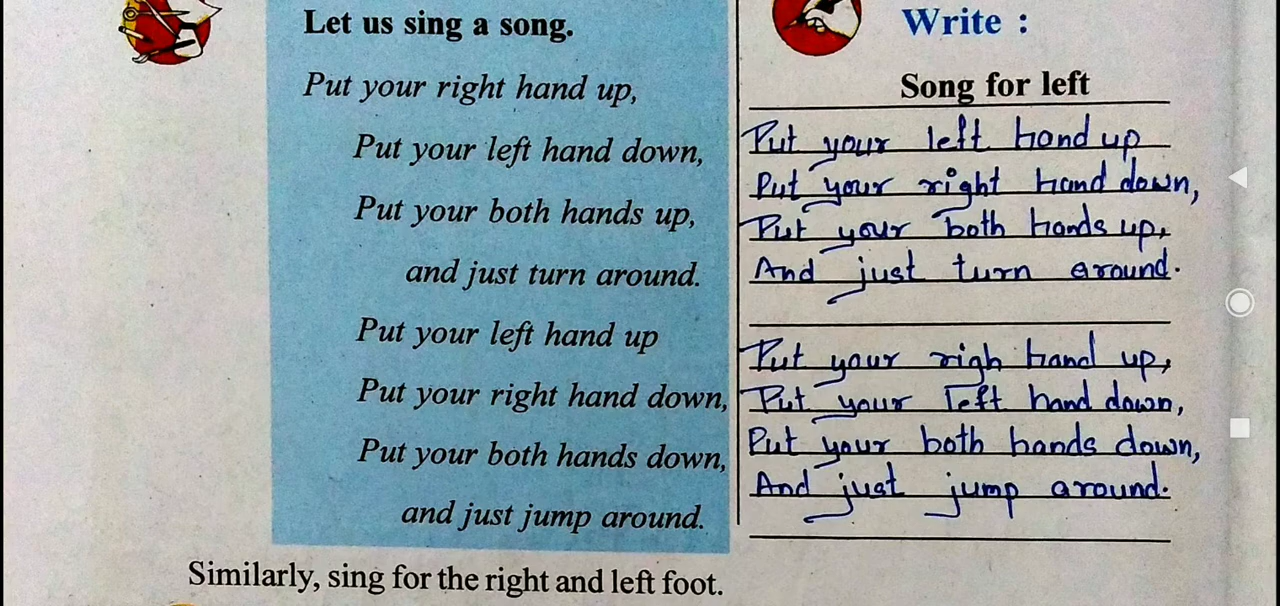 Let us sing a song.
Put your right hand up,
Put your left hand down,
Put your both hands up,
and just turn around.
Put your left hand up
Put your right hand down,
Put your both hands down,
and just jump around.
Similarly, sing for the right and left foot.
Write :
Song for left
Put your left hand up
Put your right hand down,
Put your both hands up,
And just turn around.
Put your righ hand up,
Put your left hand down,
Put your both hands down,
And just jump around.